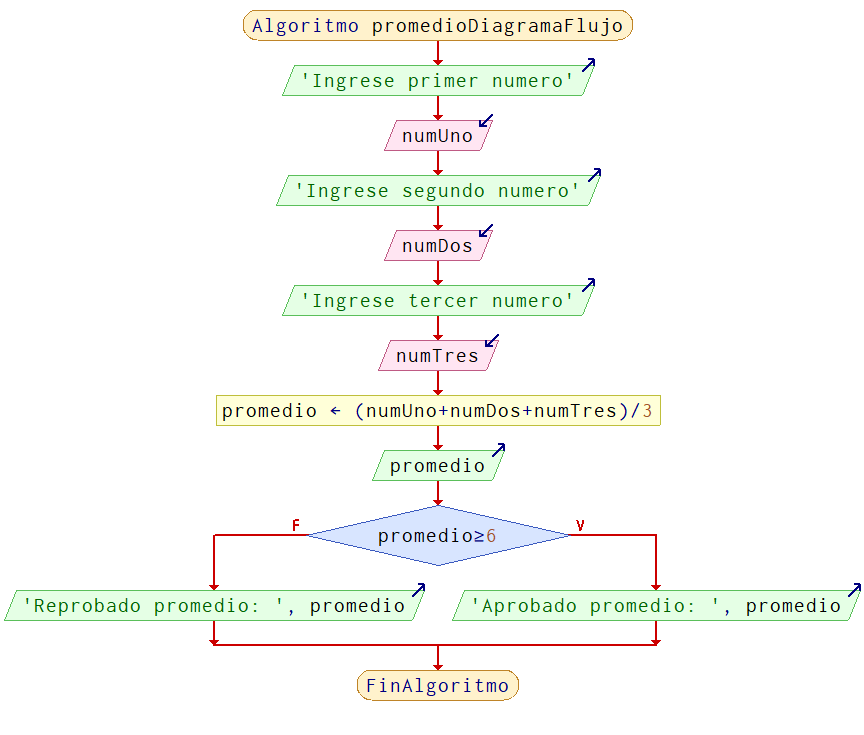 Algoritmo promedioDiagramaFlujo
'Ingrese primer numero'
numUno
'Ingrese segundo numero'
numDos
'Ingrese tercer numero'
numTres
promedio ← (numUno+numDos+numTres)/3
promedio
F
V
promedio≥6
'Reprobado promedio: ', promedio
'Aprobado promedio: ', promedio
FinAlgoritmo